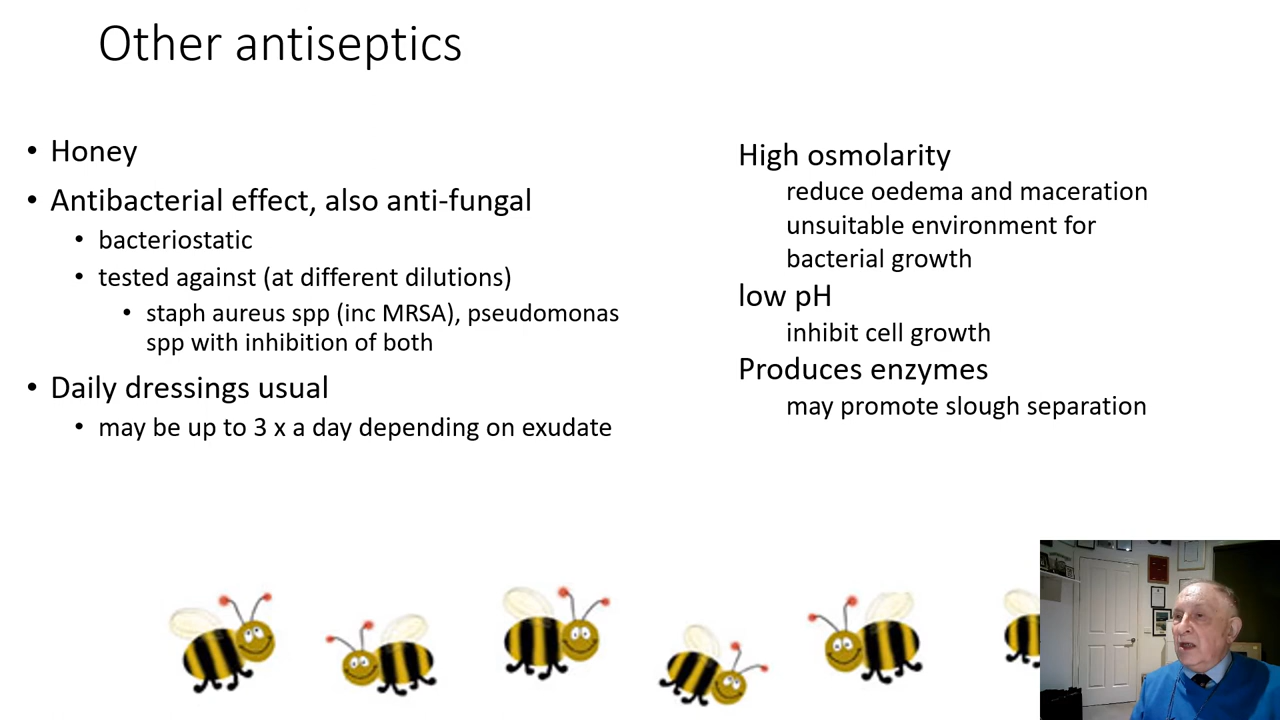 Other antiseptics
• Honey
• Antibacterial effect, also anti-fungal
• bacteriostatic
• tested against (at different dilutions)
• staph aureus spp (inc MRSA), pseudomonas
spp with inhibition of both
• Daily dressings usual
• may be up to 3 x a day depending on exudate
High osmolarity
reduce oedema and maceration
unsuitable environment for
bacterial growth
low pH
inhibit cell growth
Produces enzymes
may promote slough separation